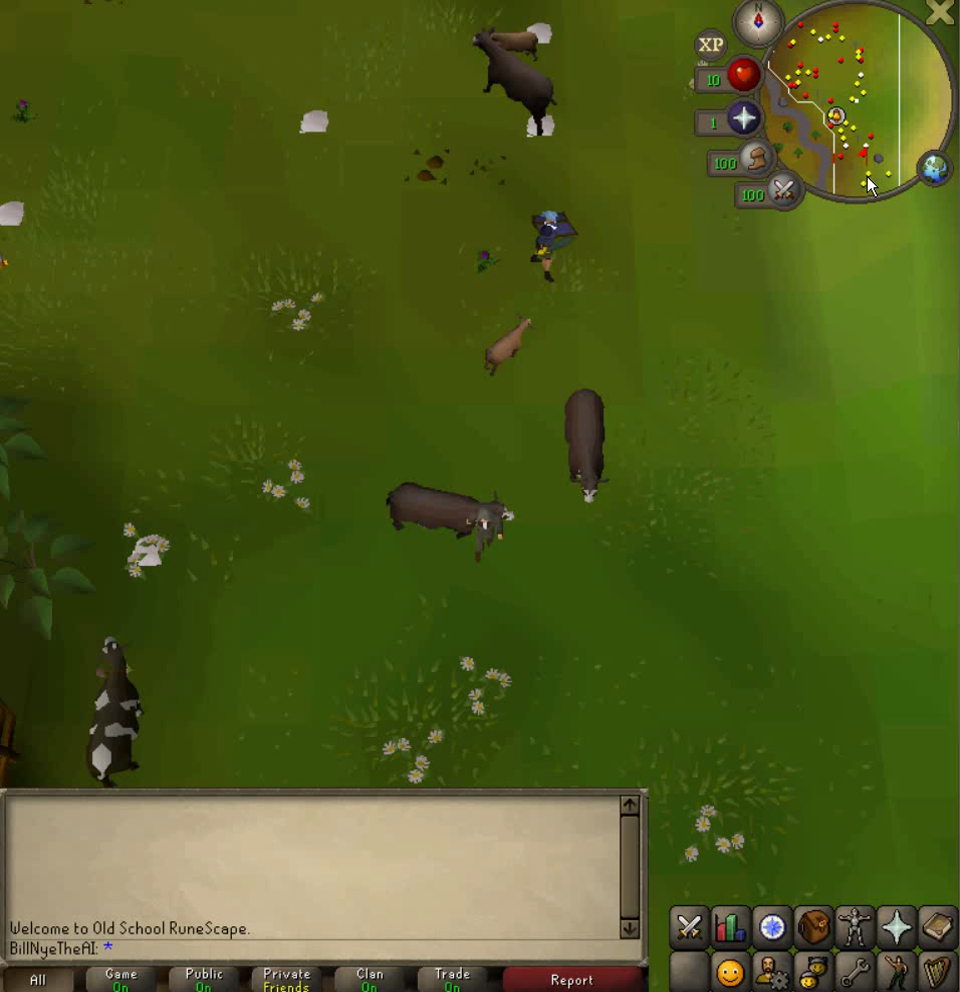 N
XP
10
1
100
100
Welcome to Old School RuneScape.
BillNyeTheAI: *
All
Game
On
Public
On
Private
Friends
Clan
On
Trade
On
Report